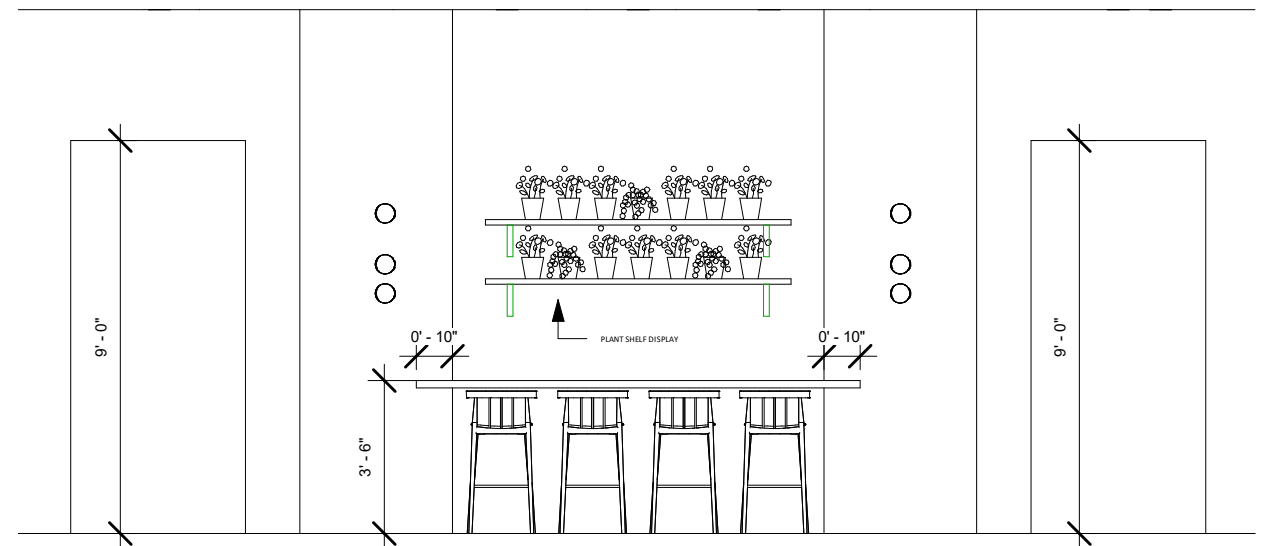 0' - 10"
0' - 10"
PLANT SHELF DISPLAY
9' - 0"
9' - 0"
3' - 6"